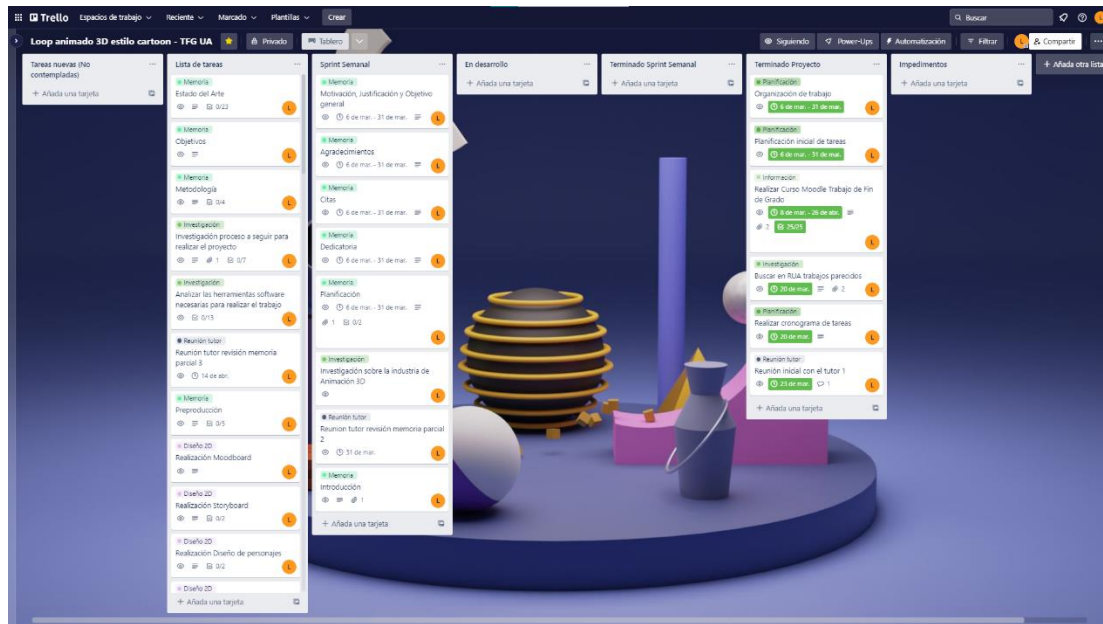 Trello Espacios de trabajo Reciente Marcado Plantillas Crear Buscar
Loop animado 3D estilo cartoon - TFG UA Privado Tablero Siguiendo Power-Ups Automatización Filtrar L Compartir
Tareas nuevas (No
contempladas)
+ Añada una tarjeta
Lista de tareas
Memoria
Estado del Arte
0/23
L
Memoria
Objetivos
L
Memoria
Metodología
0/4
L
Investigación
Investigación proceso a seguir para
realizar el proyecto
1 0/7
L
Investigación
Analizar las herramientas software
necesarias para realizar el trabajo
0/13
L
Reunión tutor
Reunión tutor revisión memoria
parcial 3
14 de abr.
L
Memoria
Preproducción
0/5
L
Diseño 2D
Realización Moodboard
L
Diseño 2D
Realización Storyboard
0/2
L
Diseño 2D
Realización Diseño de personajes
0/2
L
Diseño 2D
+ Añada una tarjeta
Sprint Semanal
Memoria
Motivación, Justificación y Objetivo
general
6 de mar. - 31 de mar.
L
Memoria
Agradecimientos
6 de mar. - 31 de mar.
L
Memoria
Citas
6 de mar. - 31 de mar.
L
Memoria
Dedicatoria
6 de mar. - 31 de mar.
L
Memoria
Planificación
6 de mar. - 31 de mar.
1 0/2
L
Investigación
Investigación sobre la industria de
Animación 3D
L
Reunión tutor
Reunion tutor revisión memoria parcial
2
31 de mar.
L
Memoria
Introducción
1
L
+ Añada una tarjeta
En desarrollo
+ Añada una tarjeta
Terminado Sprint Semanal
+ Añada una tarjeta
Terminado Proyecto
Planificación
Organización de trabajo
6 de mar. - 31 de mar.
L
Planificación
Planificación inicial de tareas
6 de mar. - 31 de mar.
L
Información
Realizar Curso Moodle Trabajo de Fin
de Grado
8 de mar. - 26 de abr.
2 25/25
L
Investigación
Buscar en RUA trabajos parecidos
20 de mar. 2
L
Planificación
Realizar cronograma de tareas
20 de mar.
L
Reunión tutor
Reunión inicial con el tutor 1
23 de mar. 1
L
+ Añada una tarjeta
Impedimentos
+ Añada una tarjeta
+ Añada otra lista